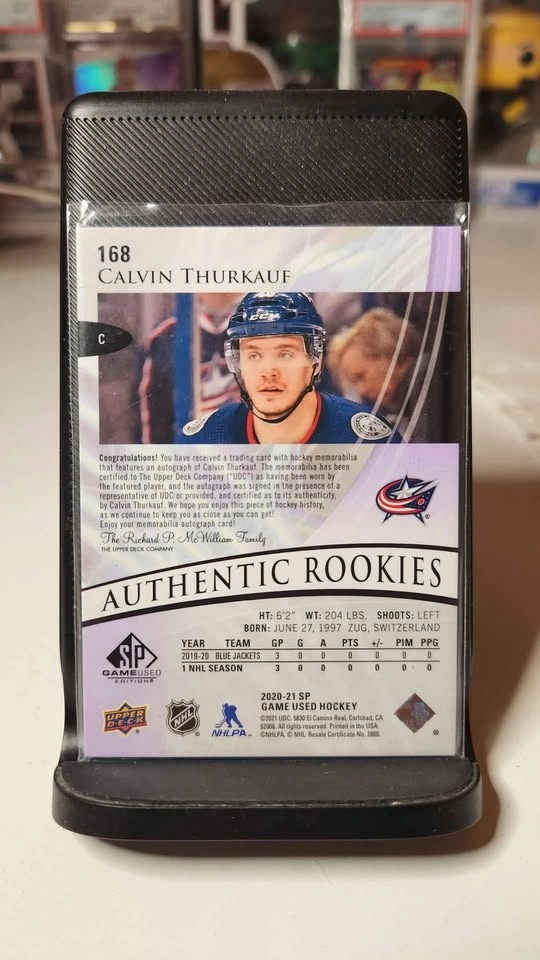 168
CALVIN THURKAUF
CCM
C
Congratulations! You have received a trading card with hockey memorabilia
that features an autograph of Calvin Thurkauf. The memorabilia has been
certified to The Upper Deck Company ("UDC") as having been worn by
the featured player, and the autograph was signed in the presence of a
representative of UDC or provided, and certified as to its authenticity,
by Calvin Thurkauf. We hope you enjoy this piece of hockey history,
as we continue to keep you as close as you can get!
Enjoy your memorabilia autograph card!
The Richard P. McWilliam Family
THE UPPER DECK COMPANY
AUTHENTIC ROOKIES
HT: 6'2" WT: 204 LBS. SHOOTS: LEFT
BORN: JUNE 27, 1997 ZUG, SWITZERLAND
YEAR TEAM GP G A PTS +/- PIM PPG
2019-20 BLUE JACKETS 3 0 0 0 0 0 0
1 NHL SEASON 3 0 0 0 0 0 0
SP
GAMEUSED
EDITION
2020-21 SP
GAME USED HOCKEY
©2021 UDC. 5830 El Camino Real, Carlsbad, CA
92008. All rights reserved. Printed in the USA.
©NHLPA. © NHL. Resale Certificate No. 2880.
UPPER
DECK
NHL
NHLPA